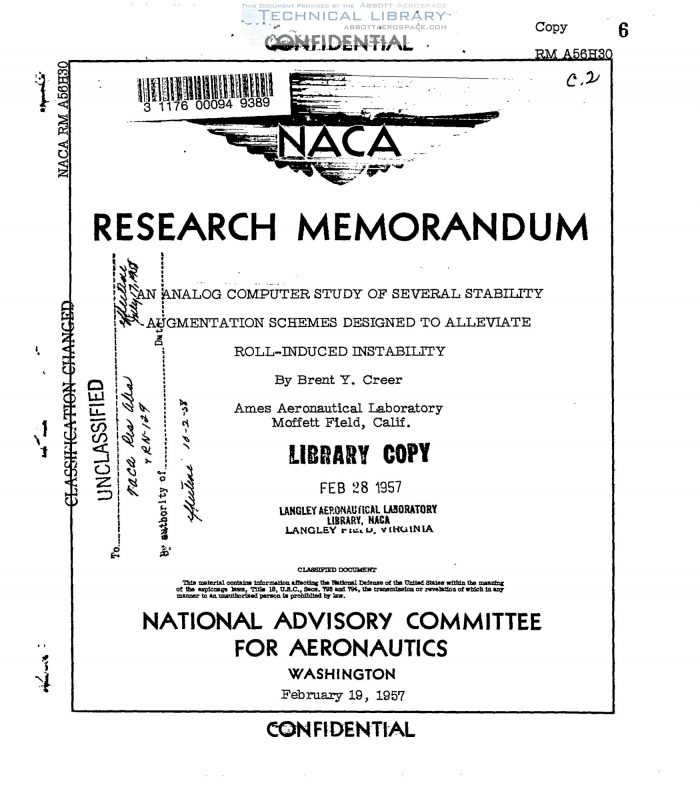 THIS DOCUMENT PROVIDED BY THE ABBOTT AEROSPACE
TECHNICAL LIBRARY
ABBOTTAEROSPACE.COM
CONFIDENTIAL
Copy 6
RM A56H30
C.2
NACA RM A56H30
3 1176 00094 9389
NACA
RESEARCH MEMORANDUM
AN ANALOG COMPUTER STUDY OF SEVERAL STABILITY
AUGMENTATION SCHEMES DESIGNED TO ALLEVIATE
ROLL-INDUCED INSTABILITY
By Brent Y. Creer
Ames Aeronautical Laboratory
Moffett Field, Calif.
CLASSIFICATION CHANGED
UNCLASSIFIED
To
By authority of
Date
10-2-58
LIBRARY COPY
FEB 28 1957
LANGLEY AERONAUTICAL LABORATORY
LIBRARY, NACA
LANGLEY FIELD, VIRGINIA
CLASSIFIED DOCUMENT
This material contains information affecting the National Defense of the United States within the meaning
of the espionage laws, Title 18, U.S.C., Secs. 793 and 794, the transmission or revelation of which in any
manner to an unauthorized person is prohibited by law.
NATIONAL ADVISORY COMMITTEE
FOR AERONAUTICS
WASHINGTON
February 19, 1957
CONFIDENTIAL